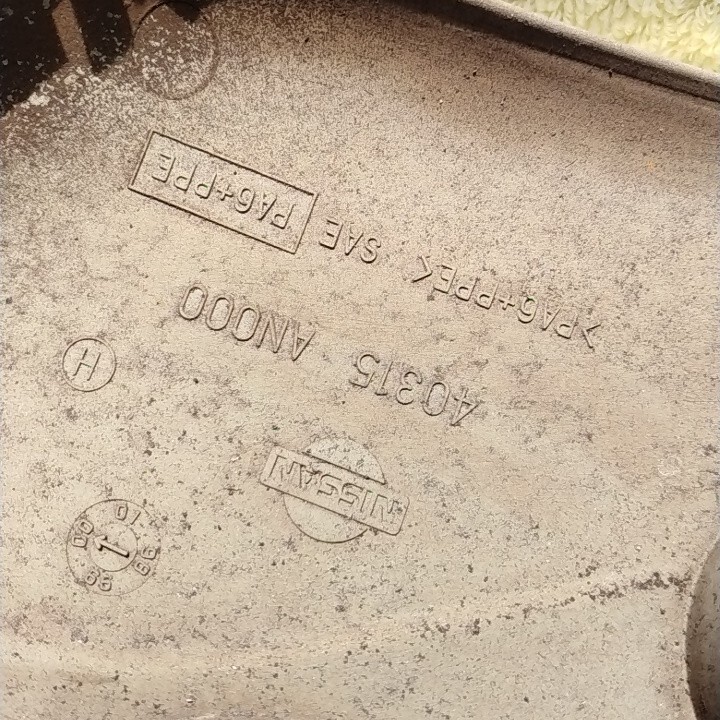 >PA6+PPE< SAE PA6+PPE
40315 AN000
H
NISSAN